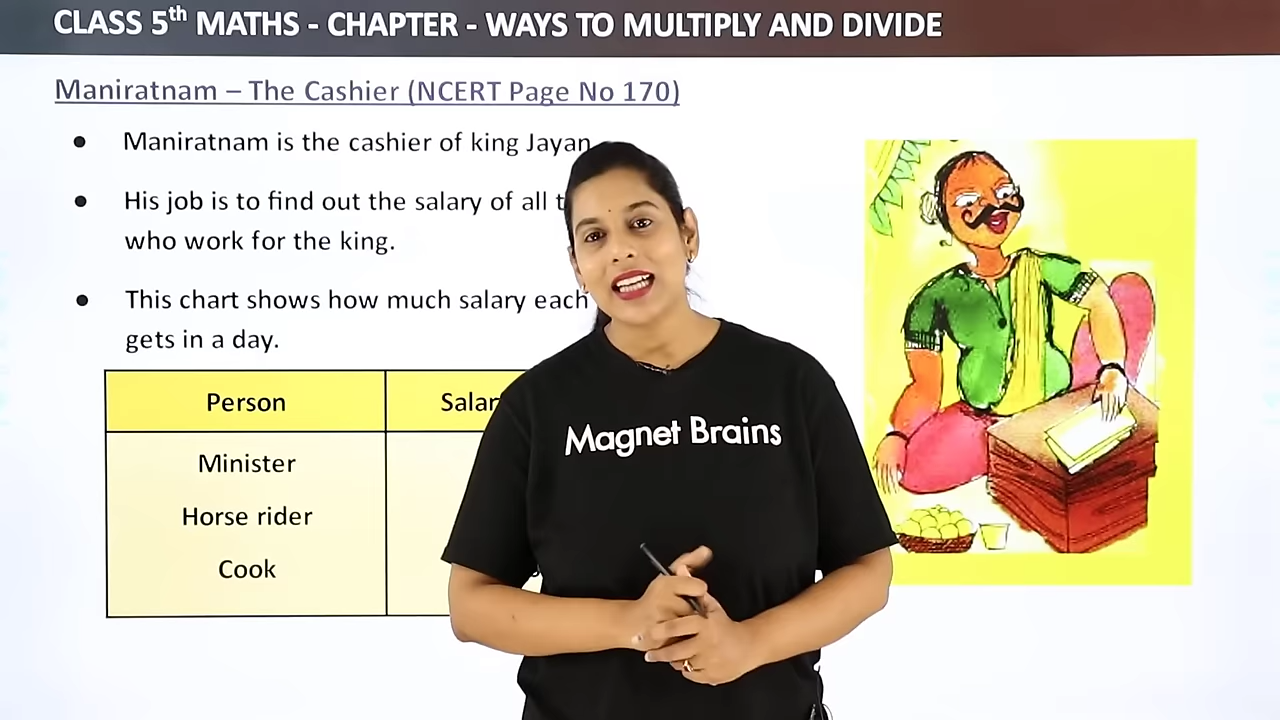 CLASS 5th MATHS - CHAPTER - WAYS TO MULTIPLY AND DIVIDE
Maniratnam – The Cashier (NCERT Page No 170)
● Maniratnam is the cashier of king Jayan
● His job is to find out the salary of all
who work for the king.
● This chart shows how much salary each
gets in a day.
Person
Minister
Horse rider
Cook
Magnet Brains